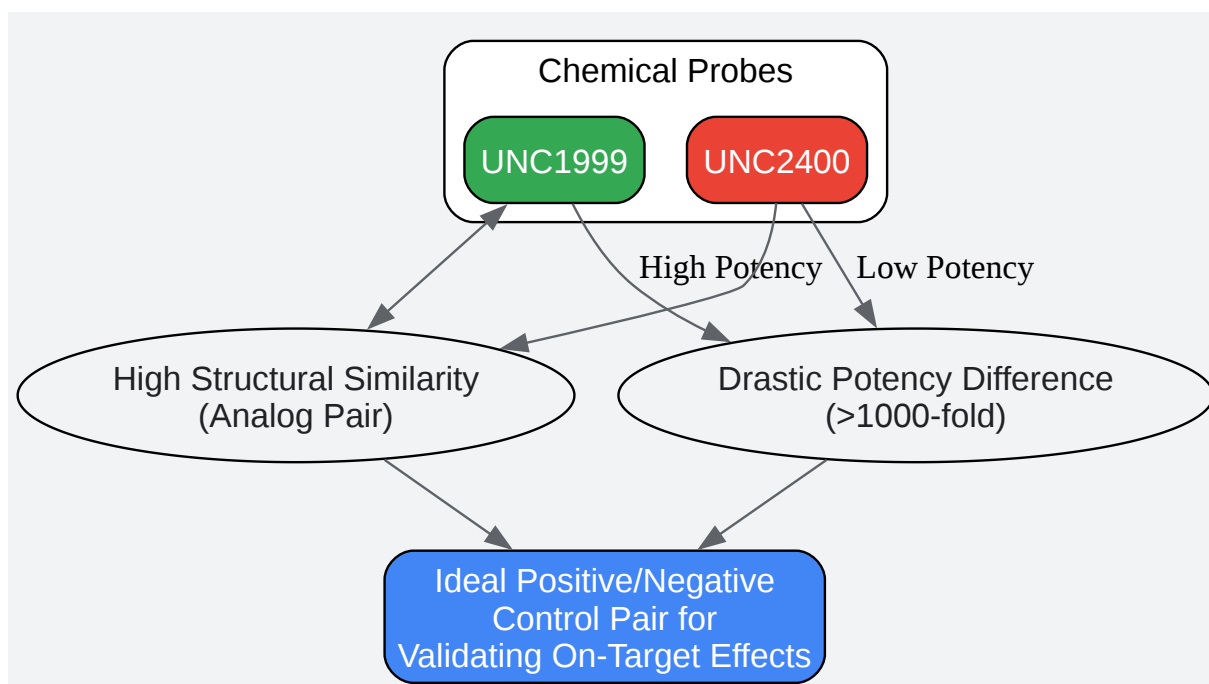 Chemical Probes
UNC1999
UNC2400
High Potency
Low Potency
High Structural Similarity
(Analog Pair)
Drastic Potency Difference
(>1000-fold)
Ideal Positive/Negative
Control Pair for
Validating On-Target Effects